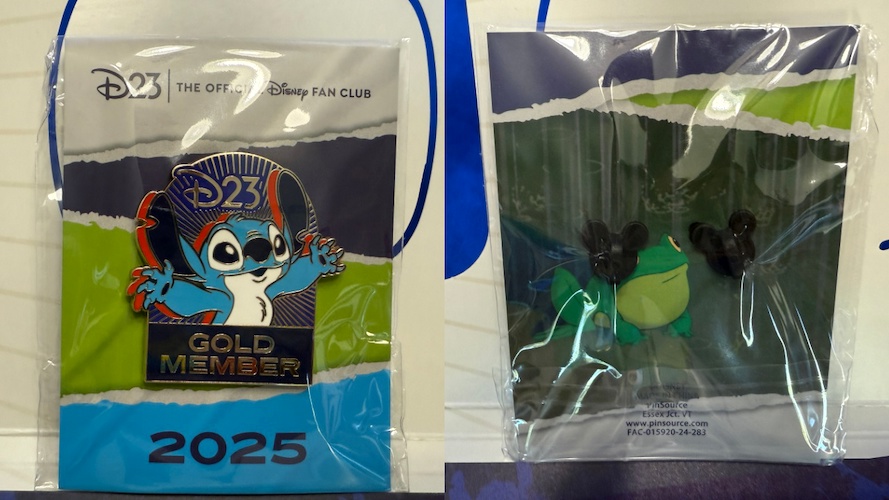 D23 | THE OFFICIAL Disney FAN CLUB
D23
GOLD
MEMBER
2025
PinSource
Essex Jct. VT
www.pinsource.com
FAC-015920-24-283